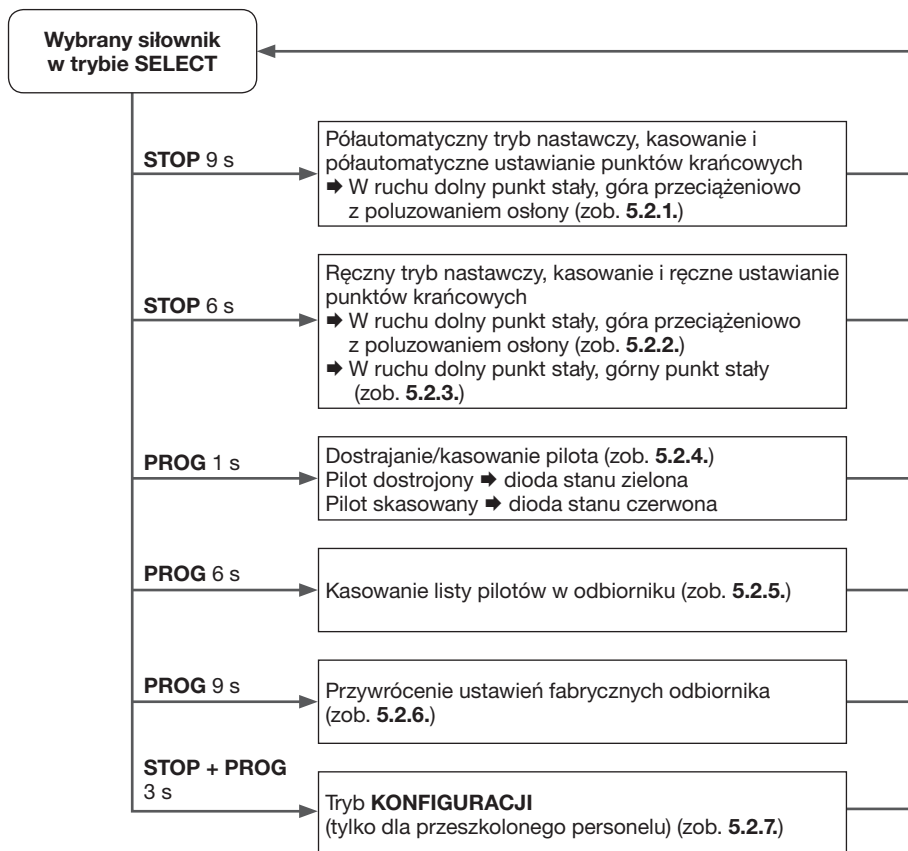 Wybrany siłownik
w trybie SELECT
STOP 9 s
Półautomatyczny tryb nastawczy, kasowanie i
półautomatyczne ustawianie punktów krańcowych
➡ W ruchu dolny punkt stały, góra przeciążeniowo
z poluzowaniem osłony (zob. 5.2.1.)
STOP 6 s
Ręczny tryb nastawczy, kasowanie i ręczne ustawianie
punktów krańcowych
➡ W ruchu dolny punkt stały, góra przeciążeniowo
z poluzowaniem osłony (zob. 5.2.2.)
➡ W ruchu dolny punkt stały, górny punkt stały
(zob. 5.2.3.)
PROG 1 s
Dostrajanie/kasowanie pilota (zob. 5.2.4.)
Pilot dostrojony ➡ dioda stanu zielona
Pilot skasowany ➡ dioda stanu czerwona
PROG 6 s
Kasowanie listy pilotów w odbiorniku (zob. 5.2.5.)
PROG 9 s
Przywrócenie ustawień fabrycznych odbiornika
(zob. 5.2.6.)
STOP + PROG
3 s
Tryb KONFIGURACJI
(tylko dla przeszkolonego personelu) (zob. 5.2.7.)